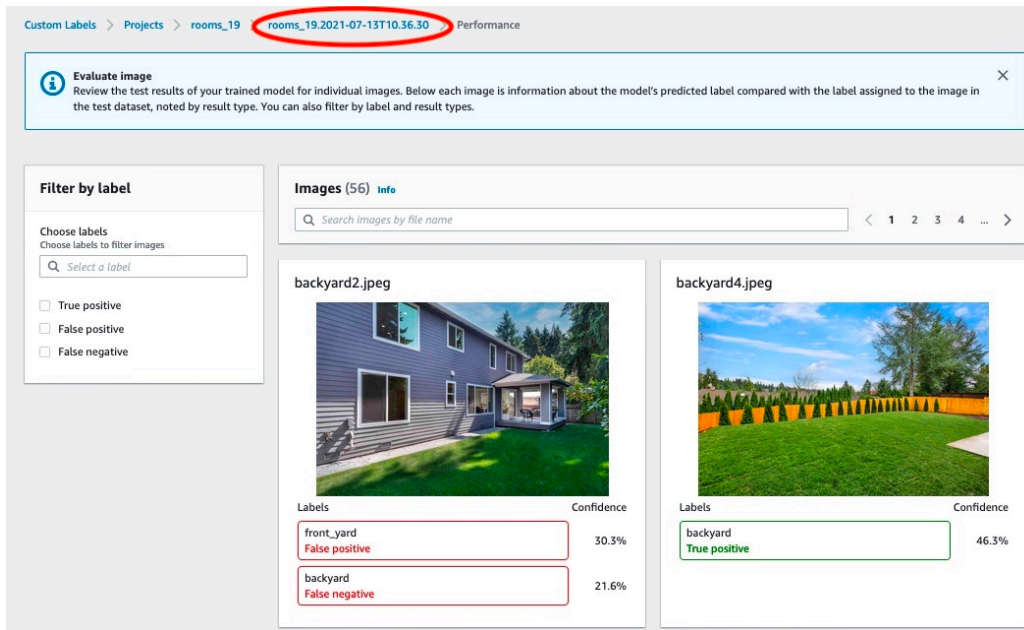 Custom Labels > Projects > rooms_19 > rooms_19.2021-07-13T10.36.30 > Performance
Evaluate image
Review the test results of your trained model for individual images. Below each image is information about the model's predicted label compared with the label assigned to the image in
the test dataset, noted by result type. You can also filter by label and result types.
Filter by label
Choose labels
Choose labels to filter images
Select a label
True positive
False positive
False negative
Images (56) Info
Search images by file name
< 1 2 3 4 ... >
backyard2.jpeg
Labels Confidence
front_yard
False positive
30.3%
backyard
False negative
21.6%
backyard4.jpeg
Labels Confidence
backyard
True positive
46.3%